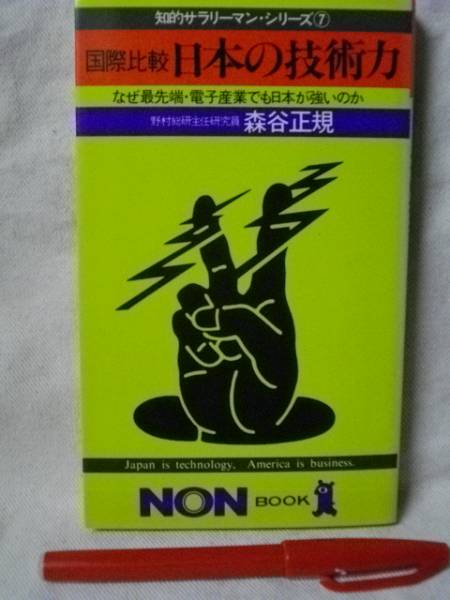 知的サラリーマン・シリーズ⑦
国際比較 日本の技術力
なぜ最先端・電子産業でも日本が強いのか
野村総研主任研究員 森谷正規
Japan is technology, America is business.
NON BOOK